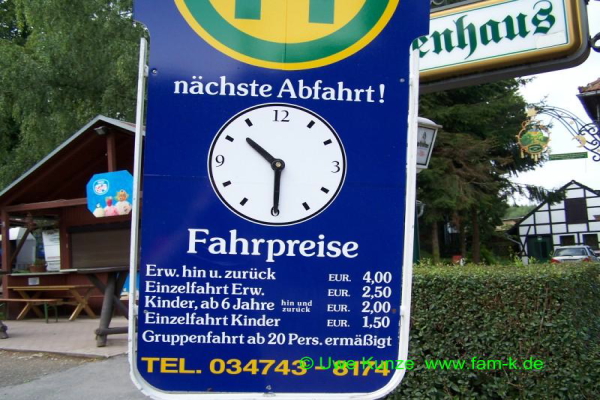 H
enhaus
nächste Abfahrt!
12
9
3
Fahrpreise
Erw. hin u. zurück EUR. 4,00
Einzelfahrt Erw. EUR. 2,50
Kinder, ab 6 Jahre hin und zurück EUR. 2,00
Einzelfahrt Kinder EUR. 1,50
Gruppenfahrt ab 20 Pers. ermäßigt
TEL. 034743 - 8174
© Uwe Kunze, www.fam-k.de